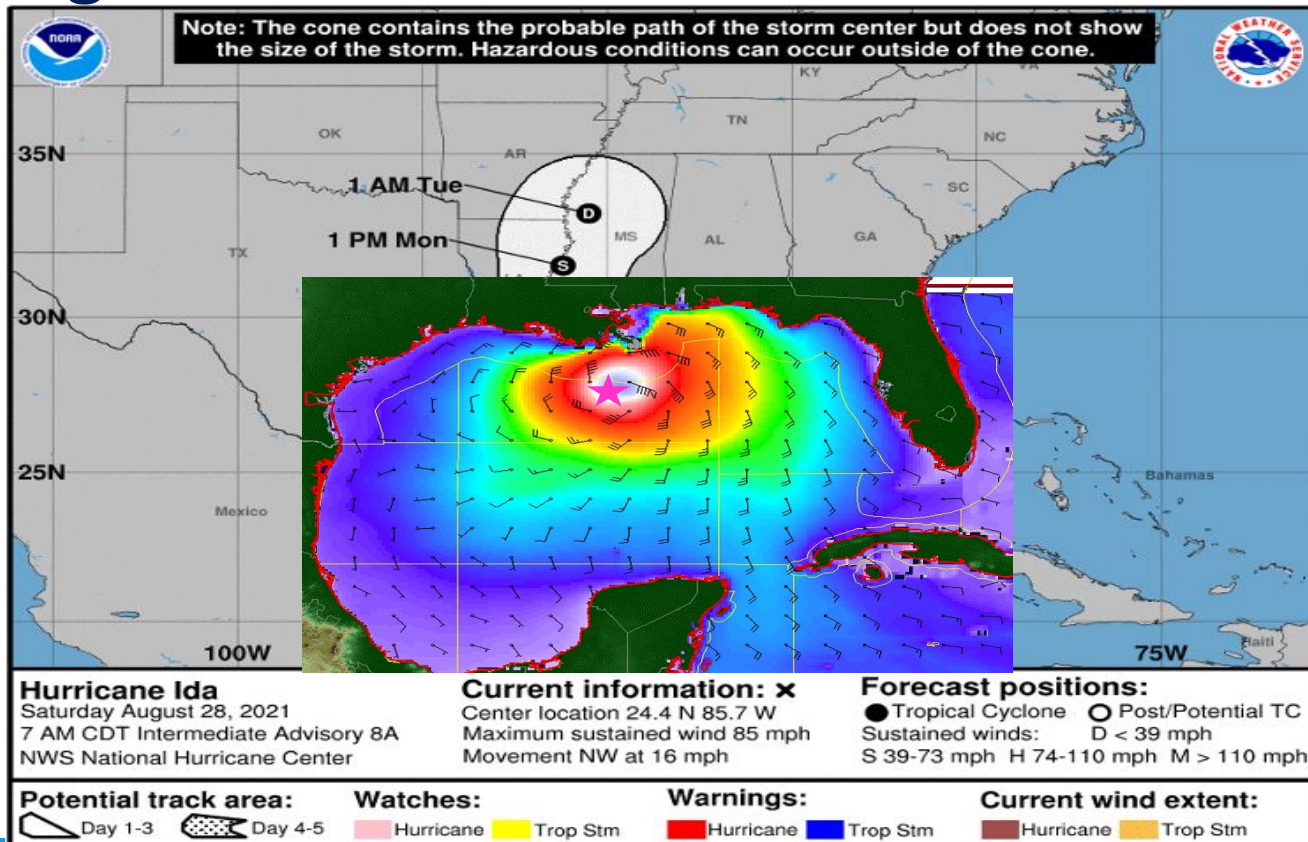 Note: The cone contains the probable path of the storm center but does not show
the size of the storm. Hazardous conditions can occur outside of the cone.
NOAA
NATIONAL WEATHER SERVICE
KY
VA
OK
TN
NC
35N
AR
SC
1 AM Tue
D
MS
AL
GA
1 PM Mon
TX
S
30N
25N
Bahamas
Mexico
Haiti
100W
75W
Hurricane Ida
Saturday August 28, 2021
7 AM CDT Intermediate Advisory 8A
NWS National Hurricane Center
Current information: ×
Center location 24.4 N 85.7 W
Maximum sustained wind 85 mph
Movement NW at 16 mph
Forecast positions:
Tropical Cyclone Post/Potential TC
Sustained winds: D < 39 mph
S 39-73 mph H 74-110 mph M > 110 mph
Potential track area:
Day 1-3 Day 4-5
Watches:
Hurricane Trop Stm
Warnings:
Hurricane Trop Stm
Current wind extent:
Hurricane Trop Stm